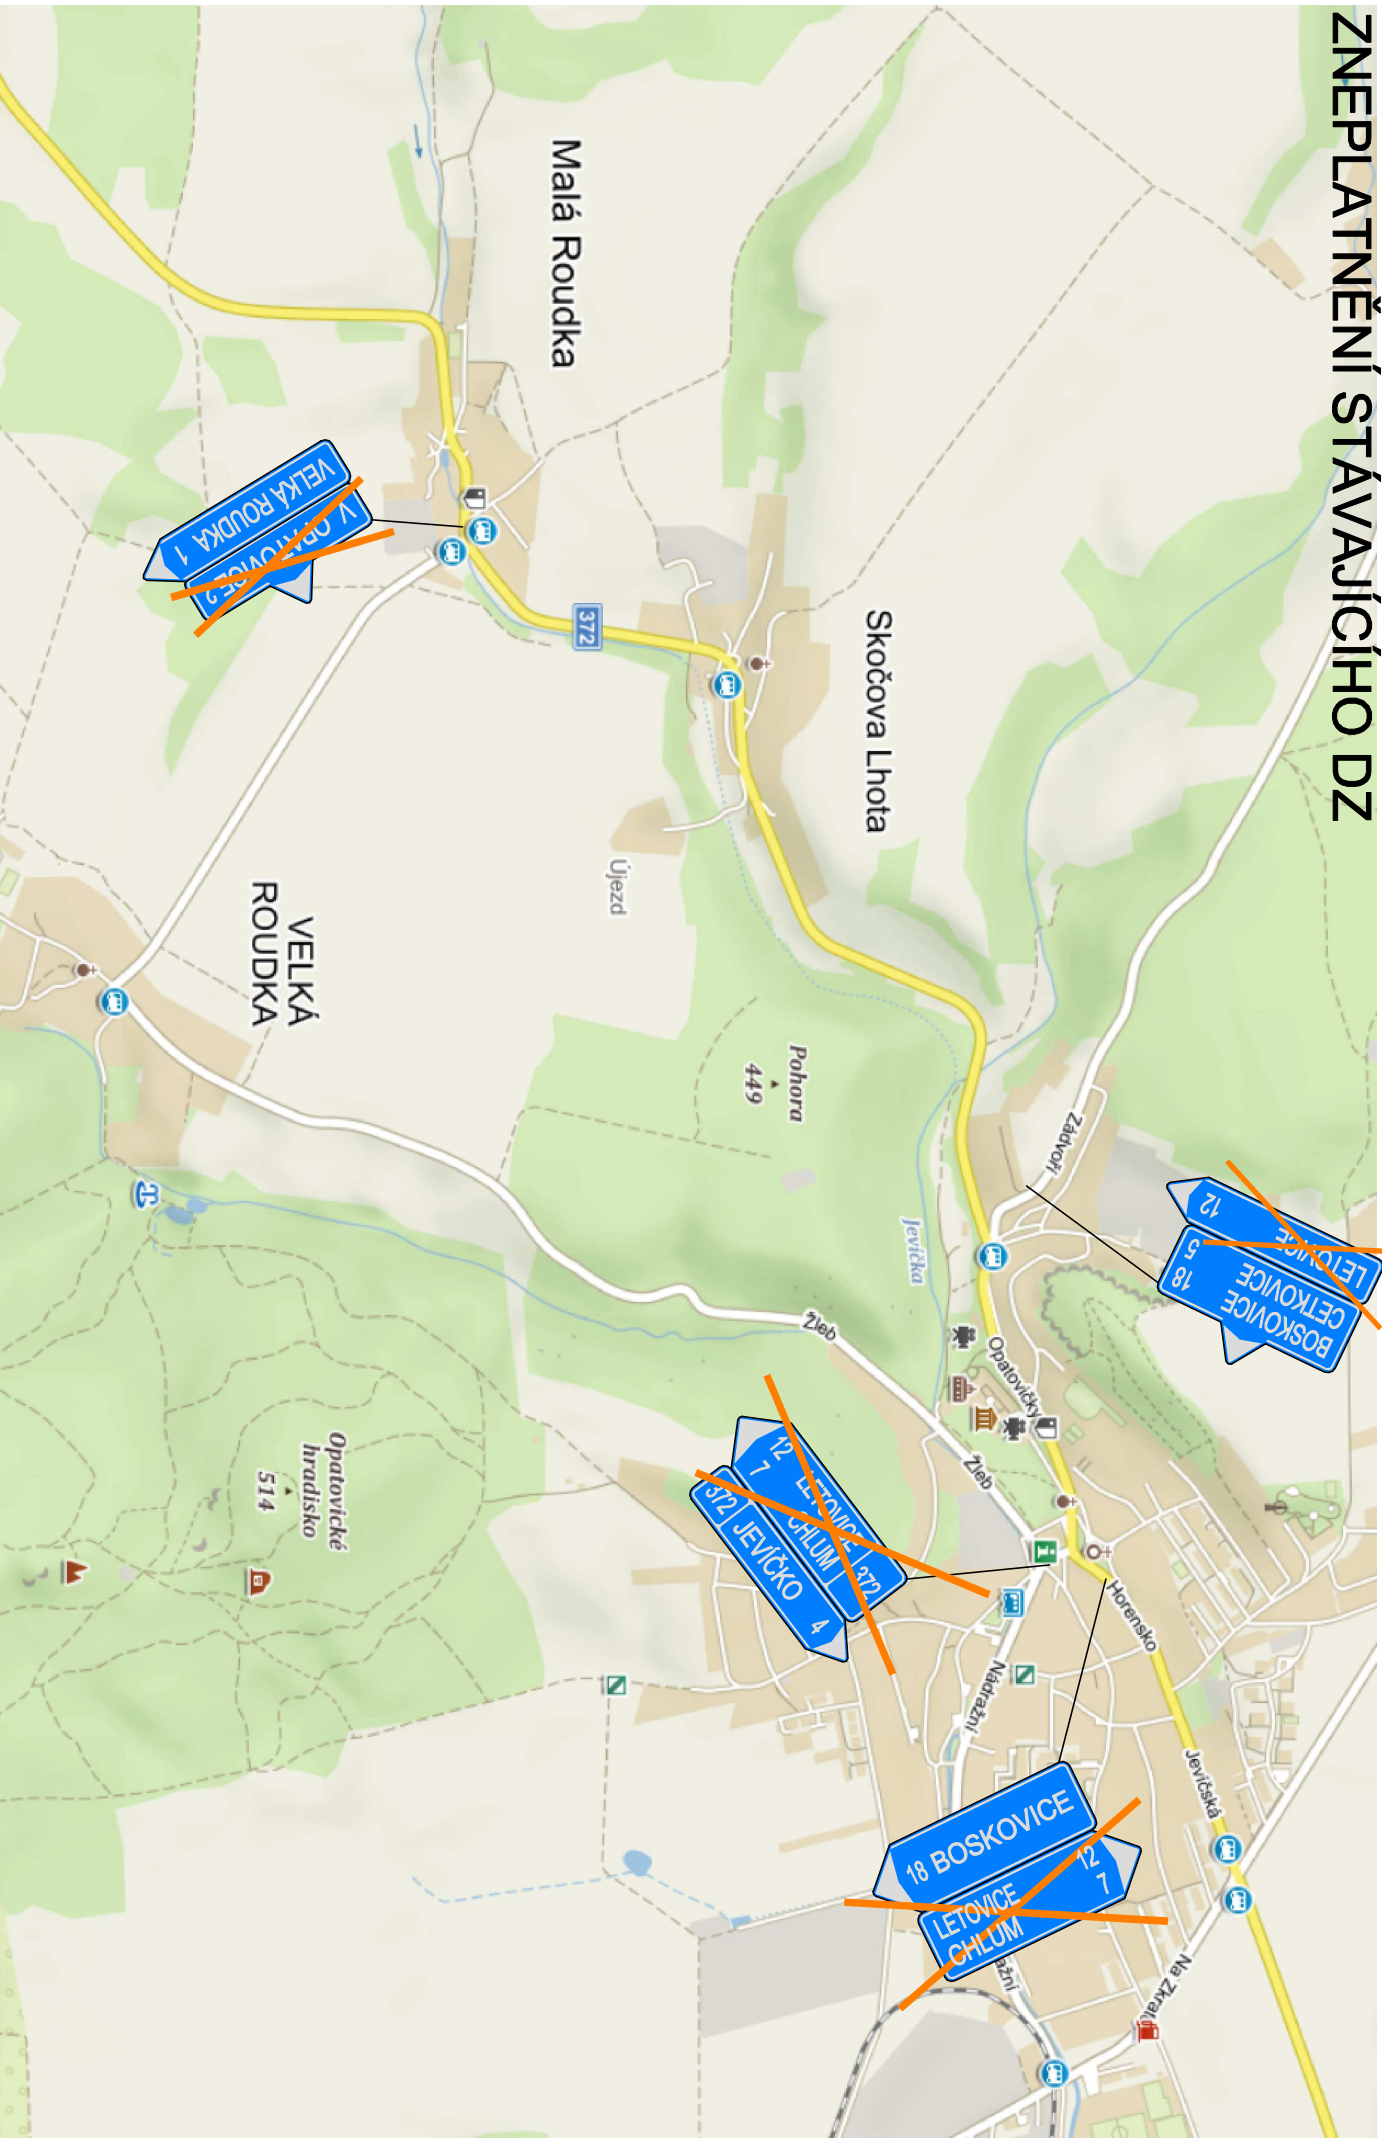 ZNEPLATNĚNÍ STÁVAJÍCÍHO DZ
Malá Roudka
Skočova Lhota
372
Újezd
VELKÁ
ROUDKA
Pohora
449
Jevíčka
Zádvoří
Žleb
Opatovičky
Žleb
Opatovické
hradisko
514
Horensko
Nádražní
Jevíčská
Na Zkratce
ažní
VELKÁ ROUDKA 1
V. OPATOVICE 2
LETOVICE 12
CETKOVICE 5
BOSKOVICE 18
12 LETOVICE 372
7 CHLUM
372 JEVÍČKO 4
18 BOSKOVICE
LETOVICE 12
CHLUM 7